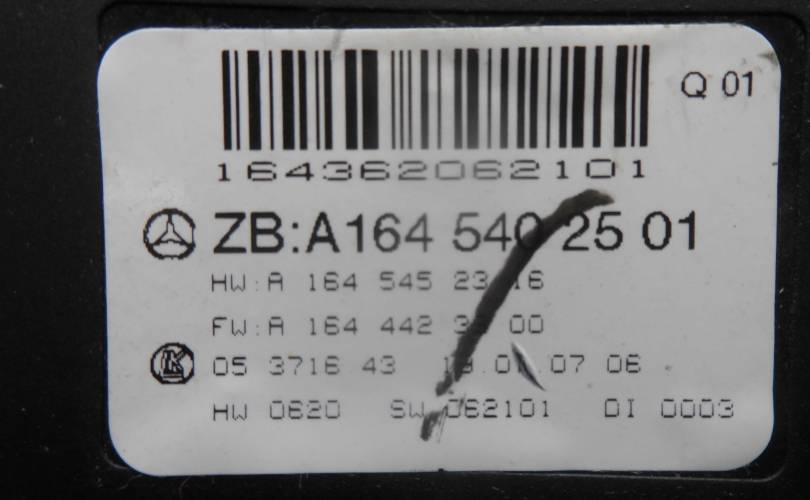 Q 01
164362062101
ZB:A164 540 25 01
HW:A 164 545 23 16
FW:A 164 442 00
05 3716 43 07 06
HW 0620 SW 062101 DI 0003